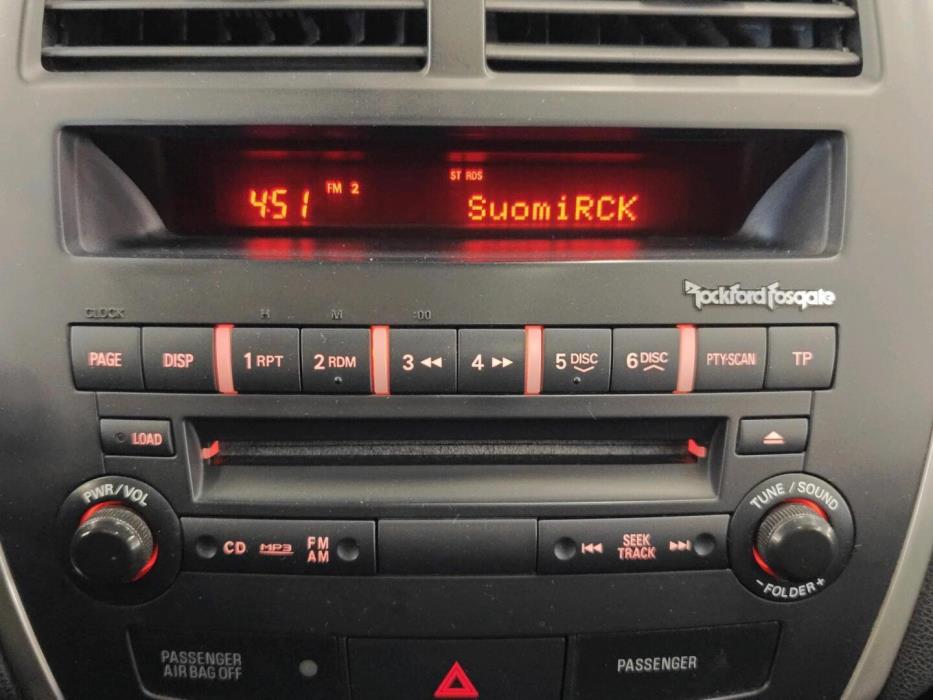 4:51 FM 2 ST RDS SuomiRCK
Rockford Fosgate
CLOCK H M :00
PAGE DISP 1 RPT 2 RDM 3 4 5 DISC 6 DISC PTY·SCAN TP
LOAD
PWR/VOL TUNE / SOUND
CD MP3 FM SEEK
AM TRACK
- FOLDER +
PASSENGER PASSENGER
AIR BAG OFF